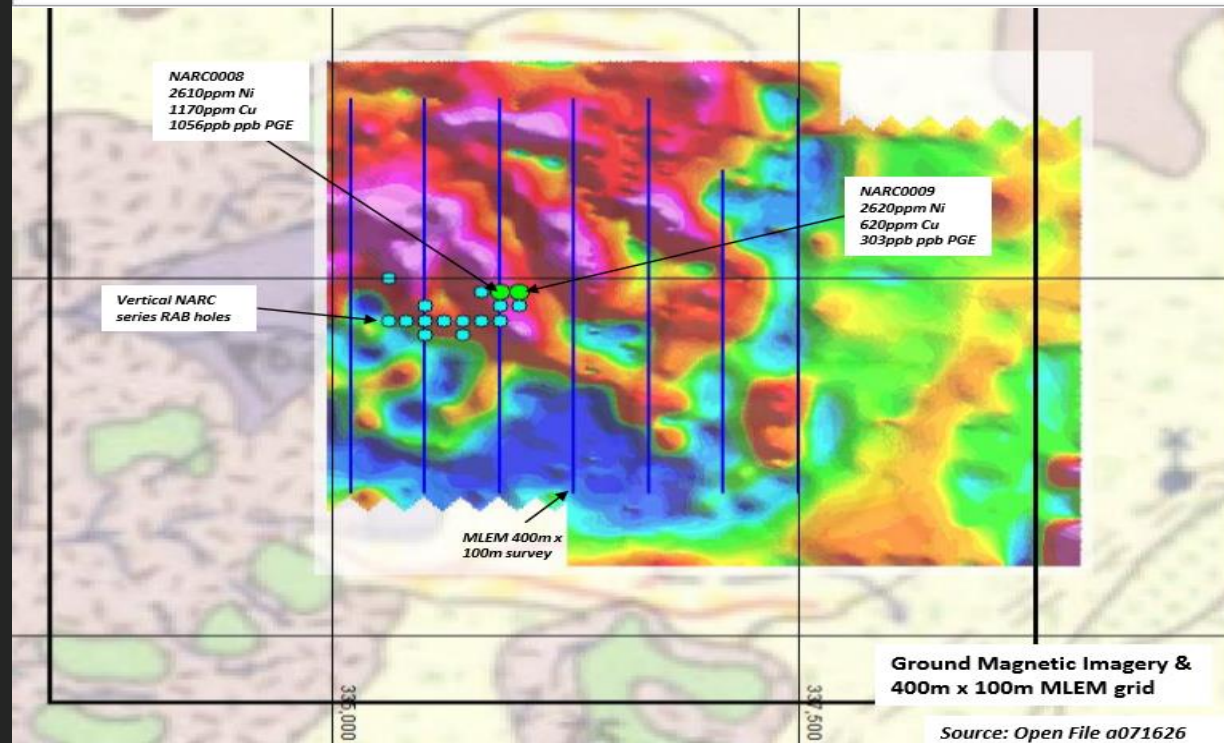 NARC0008
2610ppm Ni
1170ppm Cu
1056ppb ppb PGE
NARC0009
2620ppm Ni
620ppm Cu
303ppb ppb PGE
Vertical NARC
series RAB holes
MLEM 400m x
100m survey
335,000
337,500
Ground Magnetic Imagery &
400m x 100m MLEM grid
Source: Open File a071626